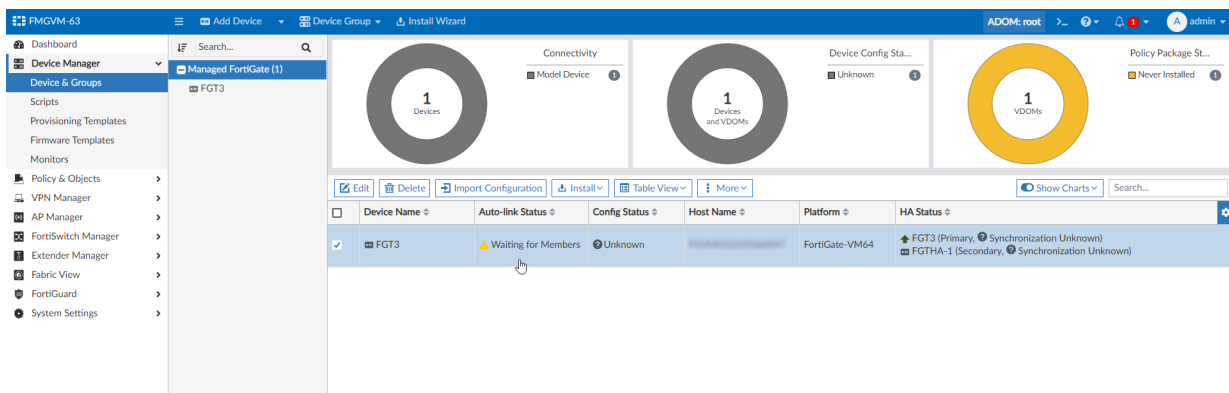 FMGVM-63
Add Device
Device Group
Install Wizard
ADOM: root
>_
?
1
A
admin
Dashboard
Device Manager
Device & Groups
Scripts
Provisioning Templates
Firmware Templates
Monitors
Policy & Objects
VPN Manager
AP Manager
FortiSwitch Manager
Extender Manager
Fabric View
FortiGuard
System Settings
Search...
Managed FortiGate (1)
FGT3
Connectivity
Model Device 1
1
Devices
Device Config Sta...
Unknown 1
1
Devices
and VDOMs
Policy Package St...
Never Installed 1
1
VDOMs
Edit
Delete
Import Configuration
Install
Table View
More
Show Charts
Search...
Device Name
Auto-link Status
Config Status
Host Name
Platform
HA Status
FGT3
Waiting for Members
Unknown
FortiGate-VM64
FGT3 (Primary, ? Synchronization Unknown)
FGTHA-1 (Secondary, ? Synchronization Unknown)